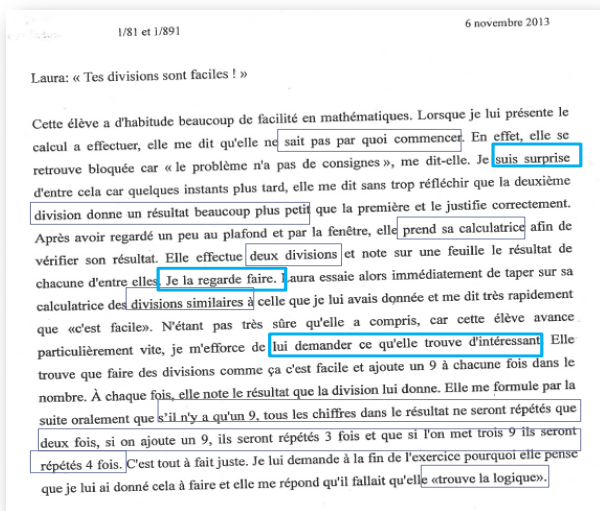 6 novembre 2013
1/81 et 1/891
Laura: « Tes divisions sont faciles ! »
Cette élève a d'habitude beaucoup de facilité en mathématiques. Lorsque je lui présente le
calcul a effectuer, elle me dit qu'elle ne sait pas par quoi commencer. En effet, elle se
retrouve bloquée car « le problème n'a pas de consignes », me dit-elle. Je suis surprise
d'entre cela car quelques instants plus tard, elle me dit sans trop réfléchir que la deuxième
division donne un résultat beaucoup plus petit que la première et le justifie correctement.
Après avoir regardé un peu au plafond et par la fenêtre, elle prend sa calculatrice afin de
vérifier son résultat. Elle effectue deux divisions et note sur une feuille le résultat de
chacune d'entre elles. Je la regarde faire. Laura essaie alors immédiatement de taper sur sa
calculatrice des divisions similaires à celle que je lui avais donnée et me dit très rapidement
que «c'est facile». N'étant pas très sûre qu'elle a compris, car cette élève avance
particulièrement vite, je m'efforce de lui demander ce qu'elle trouve d'intéressant. Elle
trouve que faire des divisions comme ça c'est facile et ajoute un 9 à chacune fois dans le
nombre. À chaque fois, elle note le résultat que la division lui donne. Elle me formule par la
suite oralement que s'il n'y a qu'un 9, tous les chiffres dans le résultat ne seront répétés que
deux fois, si on ajoute un 9, ils seront répétés 3 fois et que si l'on met trois 9 ils seront
répétés 4 fois. C'est tout à fait juste. Je lui demande à la fin de l'exercice pourquoi elle pense
que je lui ai donné cela à faire et elle me répond qu'il fallait qu'elle «trouve la logique».